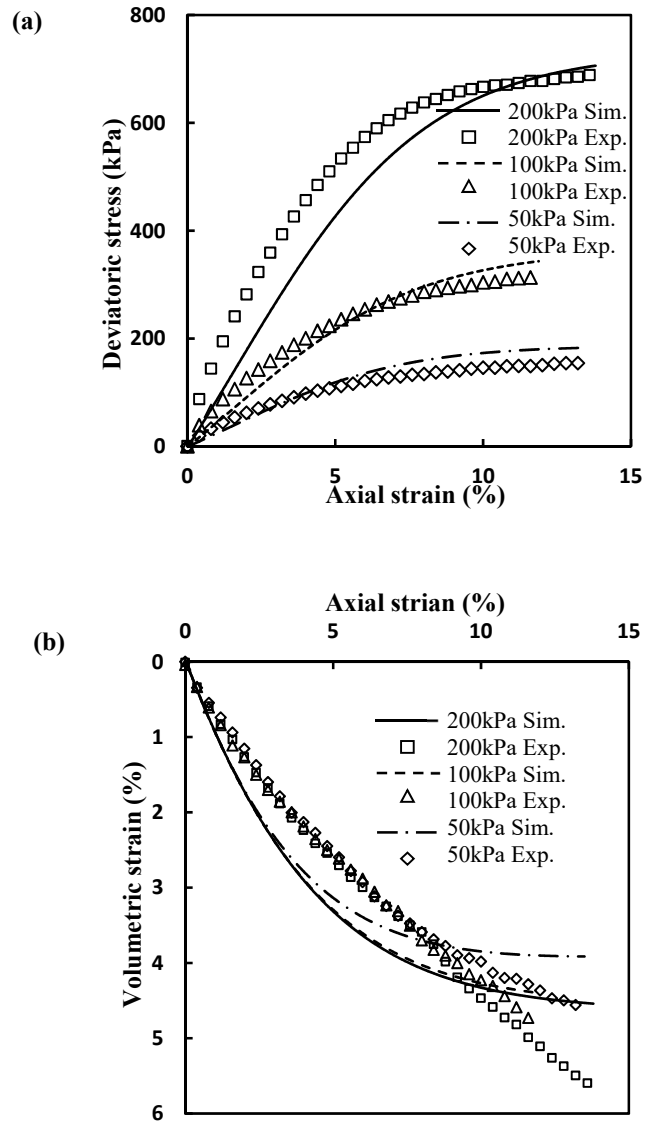 (a)
800
600
400
200
0
Deviatoric stress (kPa)
200kPa Sim.
200kPa Exp.
100kPa Sim.
100kPa Exp.
50kPa Sim.
50kPa Exp.
0 5 10 15
Axial strain (%)
Axial strian (%)
(b)
0 5 10 15
0
1
2
3
4
5
6
Volumetric strain (%)
200kPa Sim.
200kPa Exp.
100kPa Sim.
100kPa Exp.
50kPa Sim.
50kPa Exp.